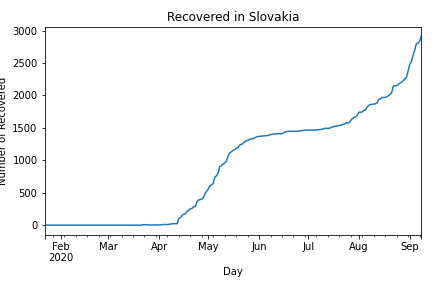 Recovered in Slovakia
3000
2500
2000
1500
1000
500
0
Number of Recovered
Feb Mar Apr May Jun Jul Aug Sep
2020
Day